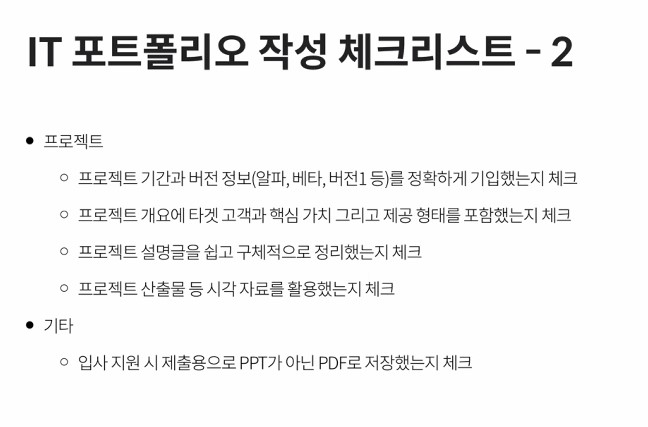 IT 포트폴리오 작성 체크리스트 - 2
● 프로젝트
○ 프로젝트 기간과 버전 정보(알파, 베타, 버전1 등)를 정확하게 기입했는지 체크
○ 프로젝트 개요에 타겟 고객과 핵심 가치 그리고 제공 형태를 포함했는지 체크
○ 프로젝트 설명글을 쉽고 구체적으로 정리했는지 체크
○ 프로젝트 산출물 등 시각 자료를 활용했는지 체크
● 기타
○ 입사 지원 시 제출용으로 PPT가 아닌 PDF로 저장했는지 체크